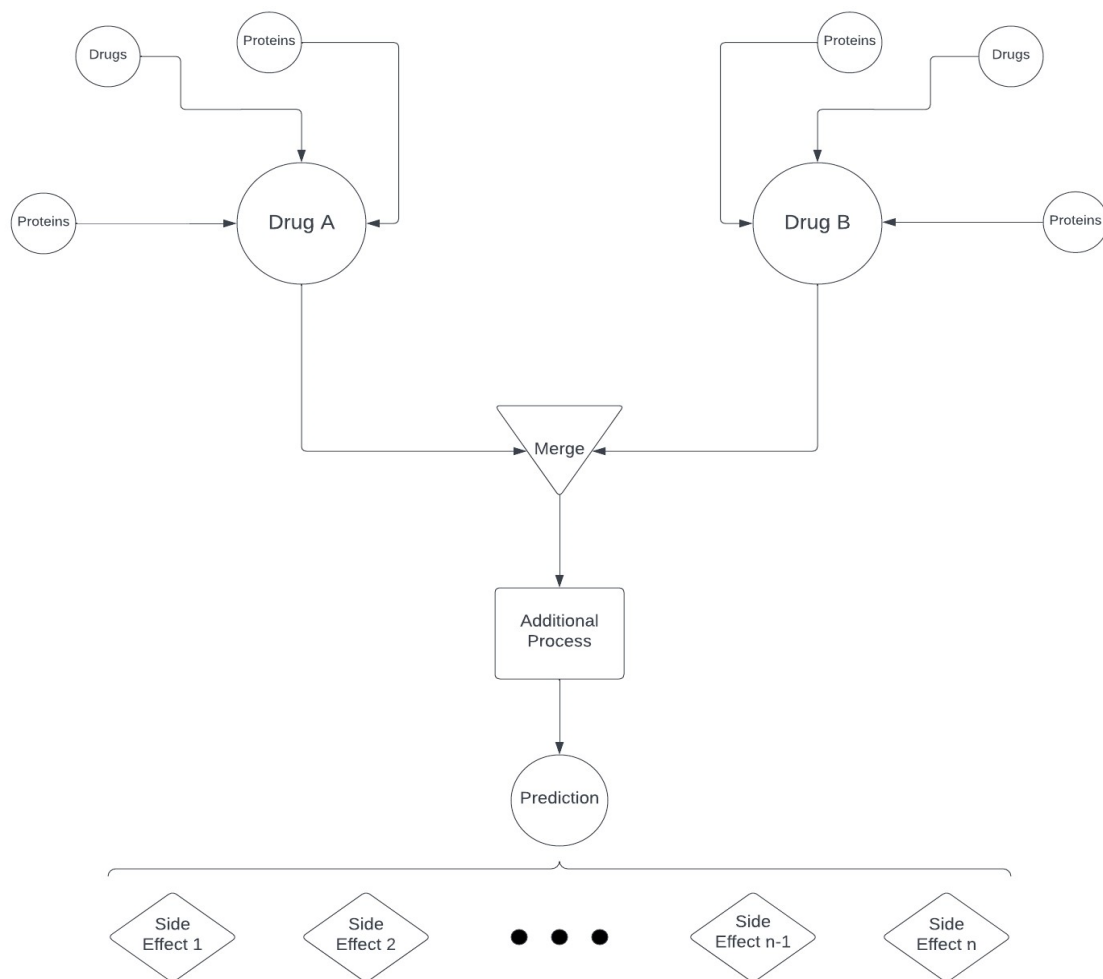 Proteins
Proteins
Drugs
Drugs
Proteins
Drug A
Drug B
Proteins
Merge
Additional
Process
Prediction
Side
Effect 1
Side
Effect 2
Side
Effect n-1
Side
Effect n